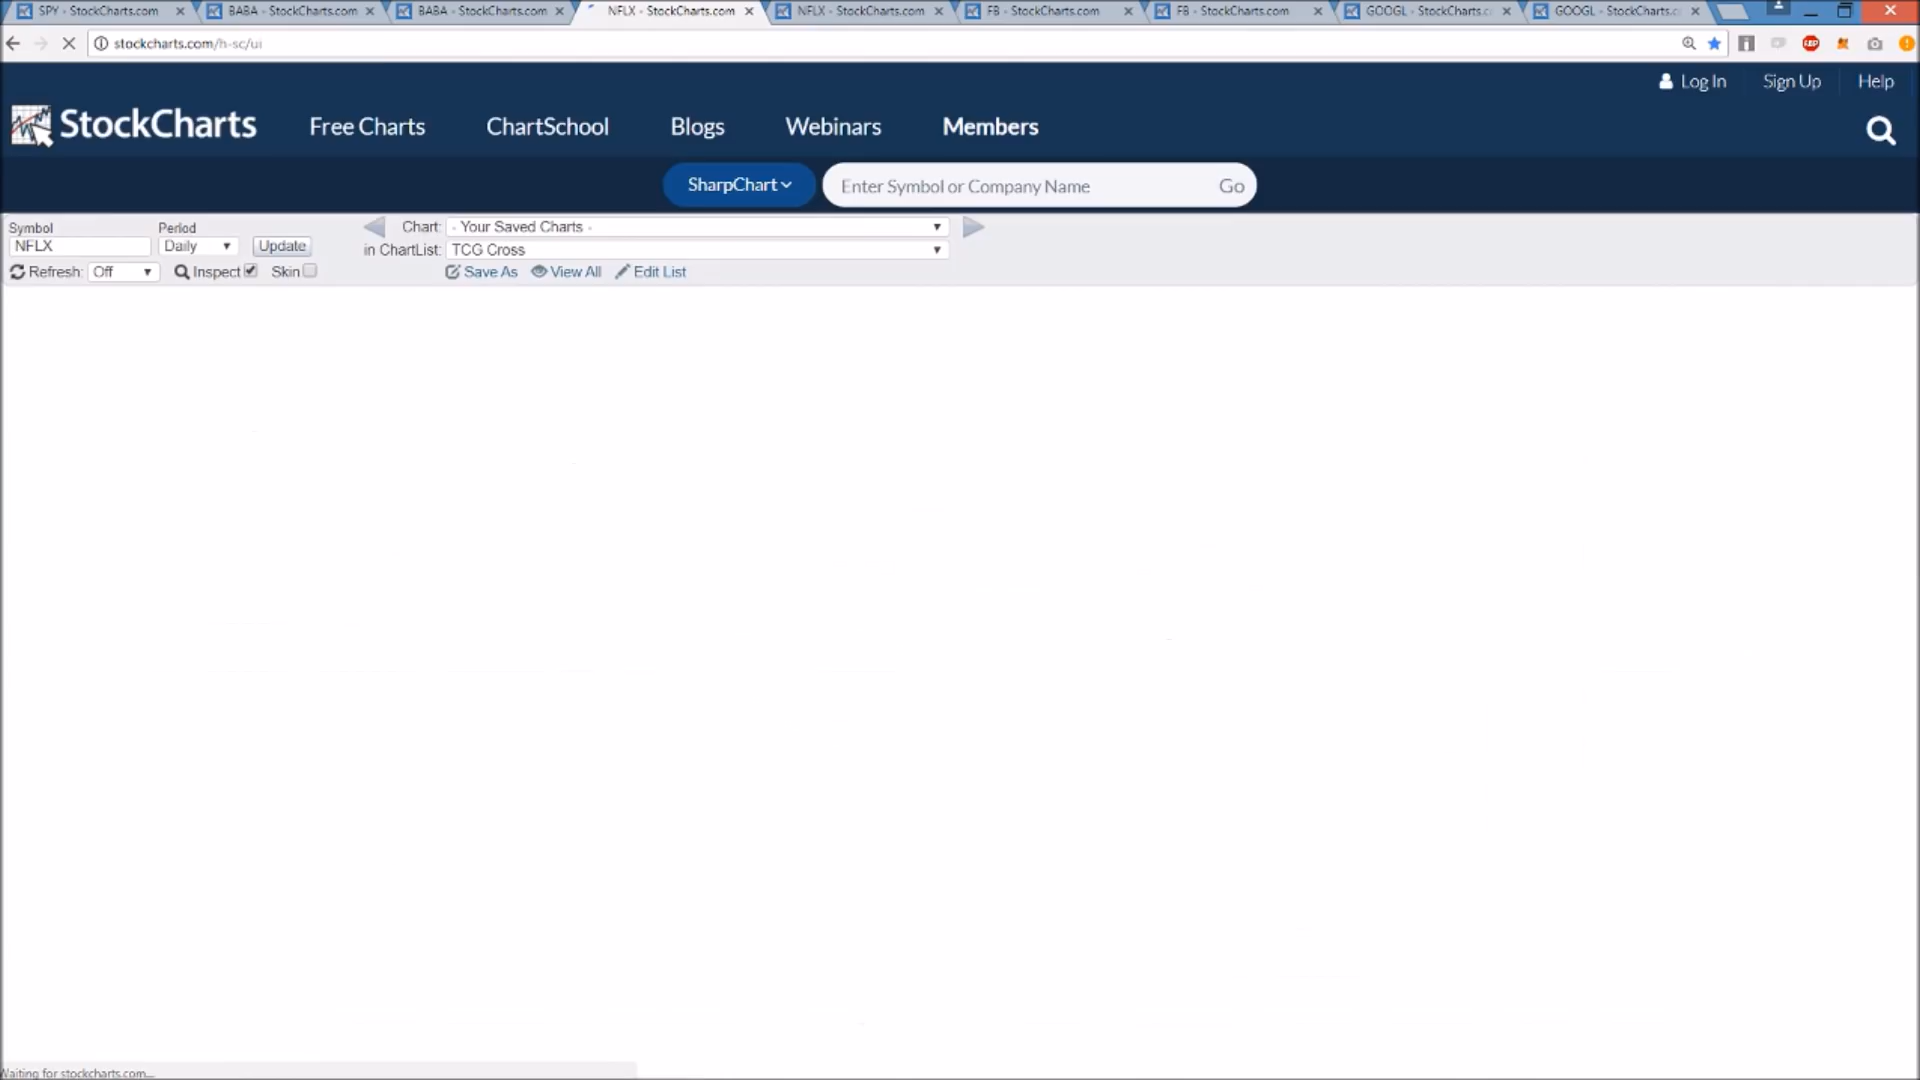 SPY - StockCharts.com
BABA - StockCharts.com
BABA - StockCharts.com
NFLX - StockCharts.com
NFLX - StockCharts.com
FB - StockCharts.com
FB - StockCharts.com
GOOGL - StockCharts.c
GOOGL - StockCharts.c
stockcharts.com/h-sc/ui
ABP
Log In Sign Up Help
StockCharts Free Charts ChartSchool Blogs Webinars Members
SharpChart Enter Symbol or Company Name Go
Symbol Period Chart: - Your Saved Charts -
NFLX Daily Update in ChartList: TCG Cross
Refresh: Off Inspect Skin Save As View All Edit List
Waiting for stockcharts.com...